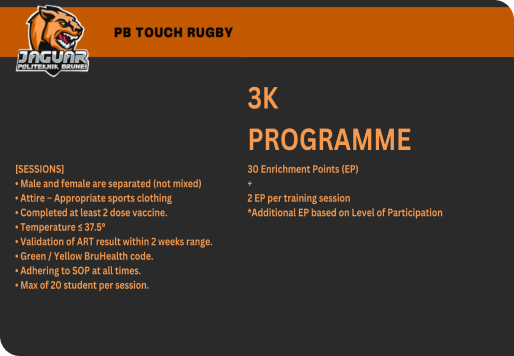 PB TOUCH RUGBY
JAGUAR
POLITEKNIK BRUNEI
3K
PROGRAMME
[SESSIONS]
• Male and female are separated (not mixed)
• Attire – Appropriate sports clothing
• Completed at least 2 dose vaccine.
• Temperature ≤ 37.5°
• Validation of ART result within 2 weeks range.
• Green / Yellow BruHealth code.
• Adhering to SOP at all times.
• Max of 20 student per session.
30 Enrichment Points (EP)
+
2 EP per training session
*Additional EP based on Level of Participation